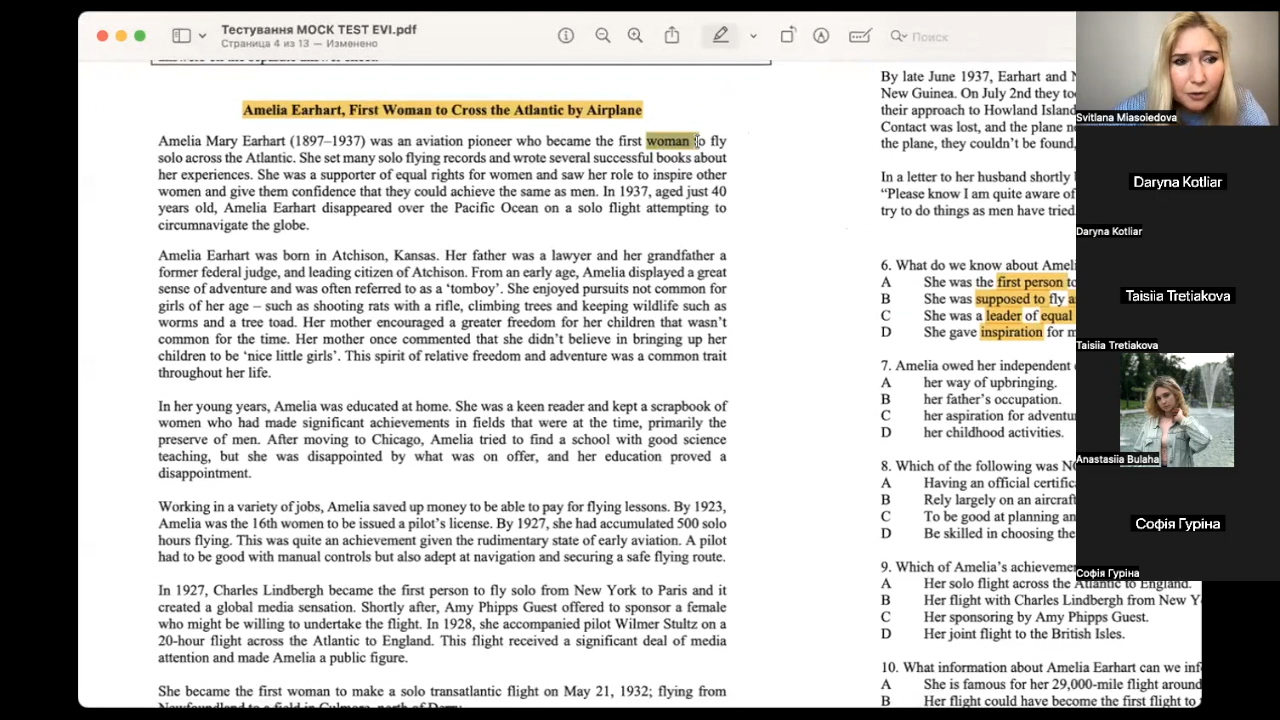 Тестування MOCK TEST EVI.pdf
Страница 4 из 13 — Изменено
Поиск
Amelia Earhart, First Woman to Cross the Atlantic by Airplane
Amelia Mary Earhart (1897–1937) was an aviation pioneer who became the first woman to fly
solo across the Atlantic. She set many solo flying records and wrote several successful books about
her experiences. She was a supporter of equal rights for women and saw her role to inspire other
women and give them confidence that they could achieve the same as men. In 1937, aged just 40
years old, Amelia Earhart disappeared over the Pacific Ocean on a solo flight attempting to
circumnavigate the globe.
Amelia Earhart was born in Atchison, Kansas. Her father was a lawyer and her grandfather a
former federal judge, and leading citizen of Atchison. From an early age, Amelia displayed a great
sense of adventure and was often referred to as a ‘tomboy’. She enjoyed pursuits not common for
girls of her age – such as shooting rats with a rifle, climbing trees and keeping wildlife such as
worms and a tree toad. Her mother encouraged a greater freedom for her children that wasn’t
common for the time. Her mother once commented that she didn’t believe in bringing up her
children to be ‘nice little girls’. This spirit of relative freedom and adventure was a common trait
throughout her life.
In her young years, Amelia was educated at home. She was a keen reader and kept a scrapbook of
women who had made significant achievements in fields that were at the time, primarily the
preserve of men. After moving to Chicago, Amelia tried to find a school with good science
teaching, but she was disappointed by what was on offer, and her education proved a
disappointment.
Working in a variety of jobs, Amelia saved up money to be able to pay for flying lessons. By 1923,
Amelia was the 16th women to be issued a pilot’s license. By 1927, she had accumulated 500 solo
hours flying. This was quite an achievement given the rudimentary state of early aviation. A pilot
had to be good with manual controls but also adept at navigation and securing a safe flying route.
In 1927, Charles Lindbergh became the first person to fly solo from New York to Paris and it
created a global media sensation. Shortly after, Amy Phipps Guest offered to sponsor a female
who might be willing to undertake the flight. In 1928, she accompanied pilot Wilmer Stultz on a
20-hour flight across the Atlantic to England. This flight received a significant deal of media
attention and made Amelia a public figure.
She became the first woman to make a solo transatlantic flight on May 21, 1932; flying from
By late June 1937, Earhart and
New Guinea. On July 2nd they to
their approach to Howland Island
Contact was lost, and the plane n
the plane, they couldn’t be found,
In a letter to her husband shortly
“Please know I am quite aware of
try to do things as men have tried.
6. What do we know about Ameli
A She was the first person to
B She was supposed to fly a
C She was a leader of equal
D She gave inspiration for m
7. Amelia owed her independent
A her way of upbringing.
B her father’s occupation.
C her aspiration for adventu
D her childhood activities.
8. Which of the following was NO
A Having an official certific
B Rely largely on an aircraft
C To be good at planning an
D Be skilled in choosing the
9. Which of Amelia’s achievemen
A Her solo flight across the Atlantic to England.
B Her flight with Charles Lindbergh from New Y
C Her sponsoring by Amy Phipps Guest.
D Her joint flight to the British Isles.
10. What information about Amelia Earhart can we inf
A She is famous for her 29,000-mile flight around
B Her flight could have become the first flight to
Svitlana Miasoiedova
Daryna Kotliar
Daryna Kotliar
Taisiia Tretiakova
Taisiia Tretiakova
Anastasiia Bulaha
Софія Гуріна
Софія Гуріна